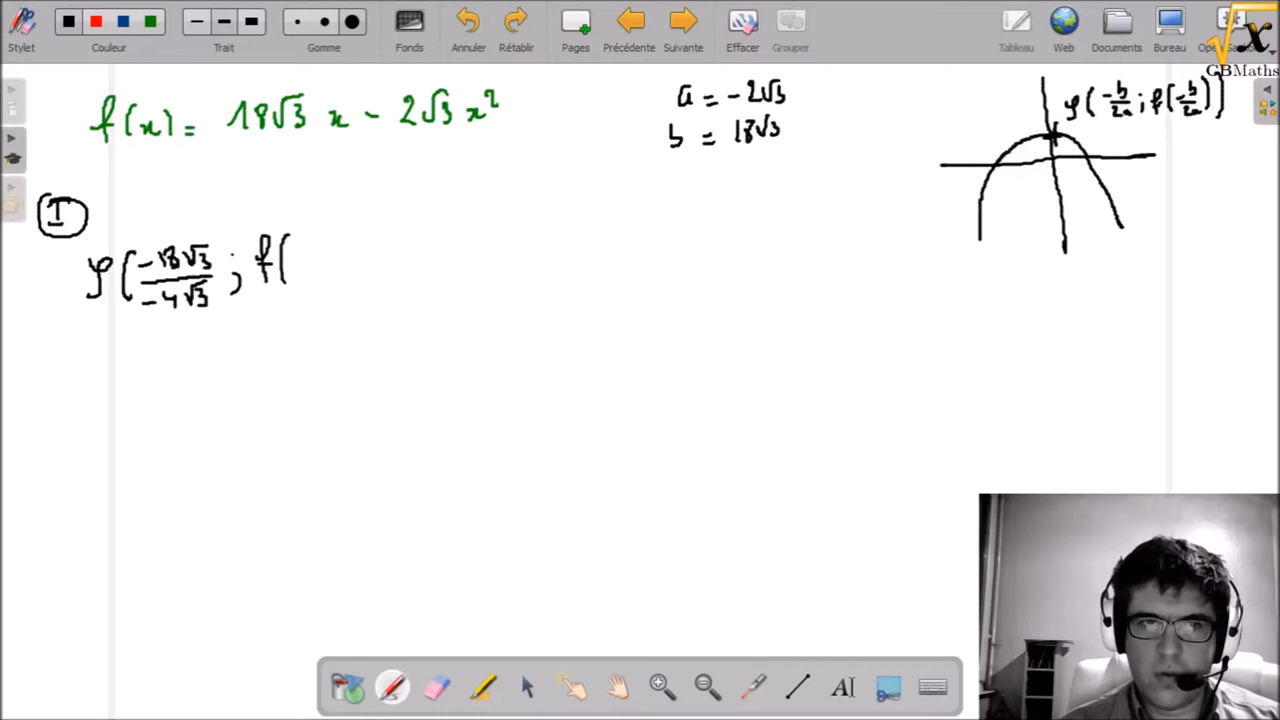 Stylet
Couleur
Trait
Gomme
Fonds
Annuler
Rétablir
Pages
Précédente
Suivante
Effacer
Grouper
Tableau
Web
Documents
Bureau
√x
GBMaths
f(x) = 18√3 x - 2√3 x²
a = -2√3
b = 18√3
S(-b/2a ; f(-b/2a))
I
S(-18√3/-4√3 ; f(